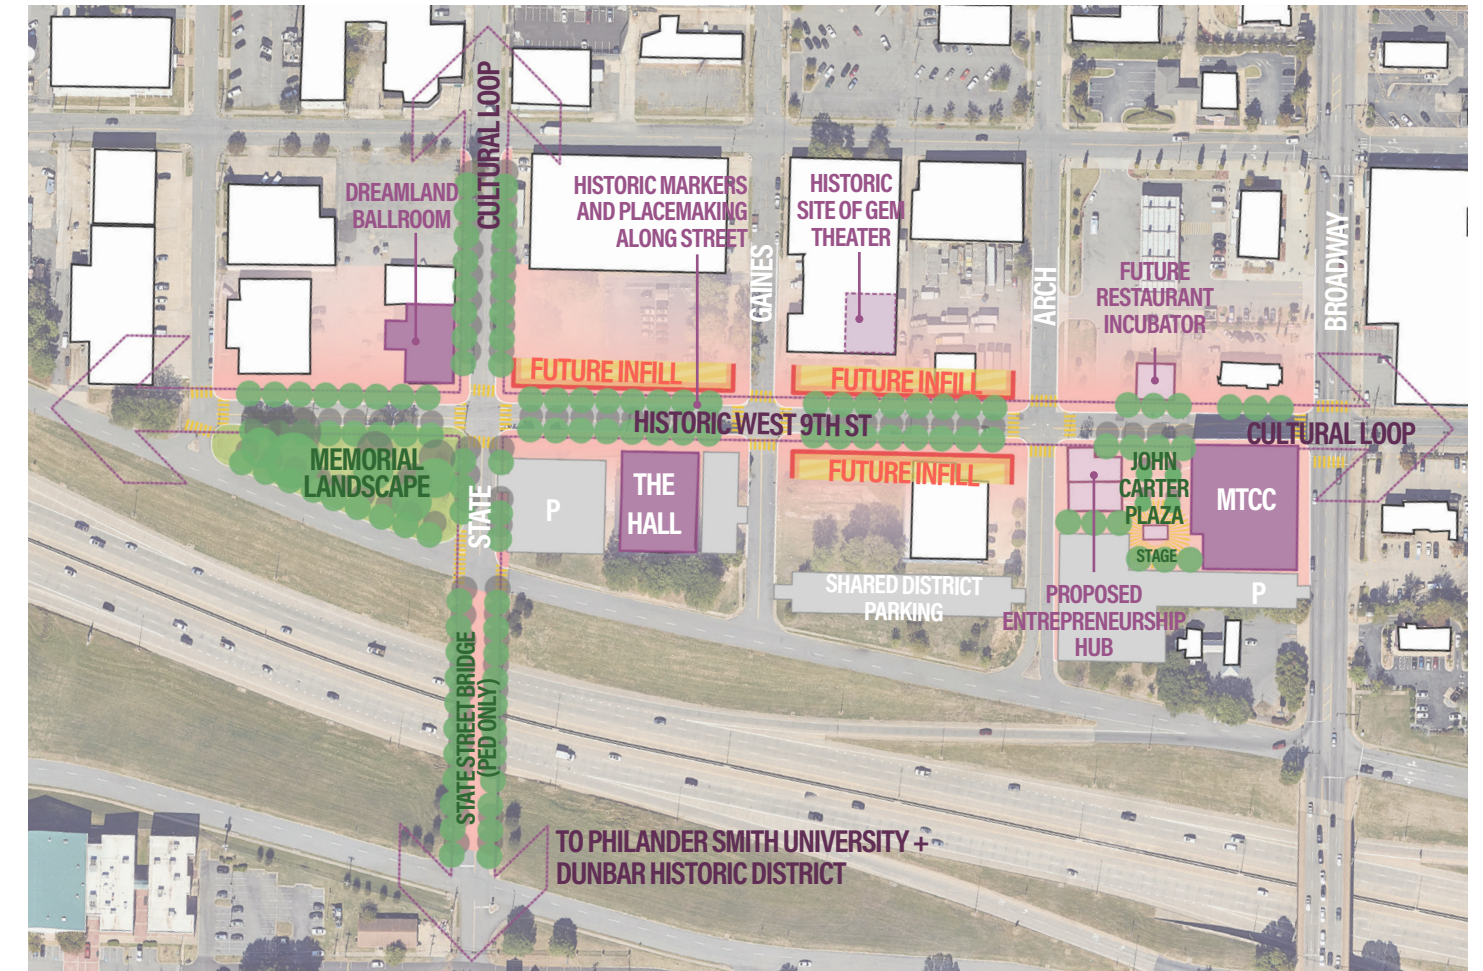 CULTURAL LOOP
DREAMLAND
BALLROOM
HISTORIC MARKERS
AND PLACEMAKING
ALONG STREET
HISTORIC
SITE OF GEM
THEATER
GAINES
ARCH
BROADWAY
FUTURE
RESTAURANT
INCUBATOR
FUTURE INFILL
FUTURE INFILL
HISTORIC WEST 9TH ST
CULTURAL LOOP
MEMORIAL
LANDSCAPE
STATE
P
THE
HALL
FUTURE INFILL
JOHN
CARTER
PLAZA
MTCC
STAGE
SHARED DISTRICT
PARKING
PROPOSED
ENTREPRENEURSHIP
HUB
P
STATE STREET BRIDGE
(PED ONLY)
TO PHILANDER SMITH UNIVERSITY +
DUNBAR HISTORIC DISTRICT